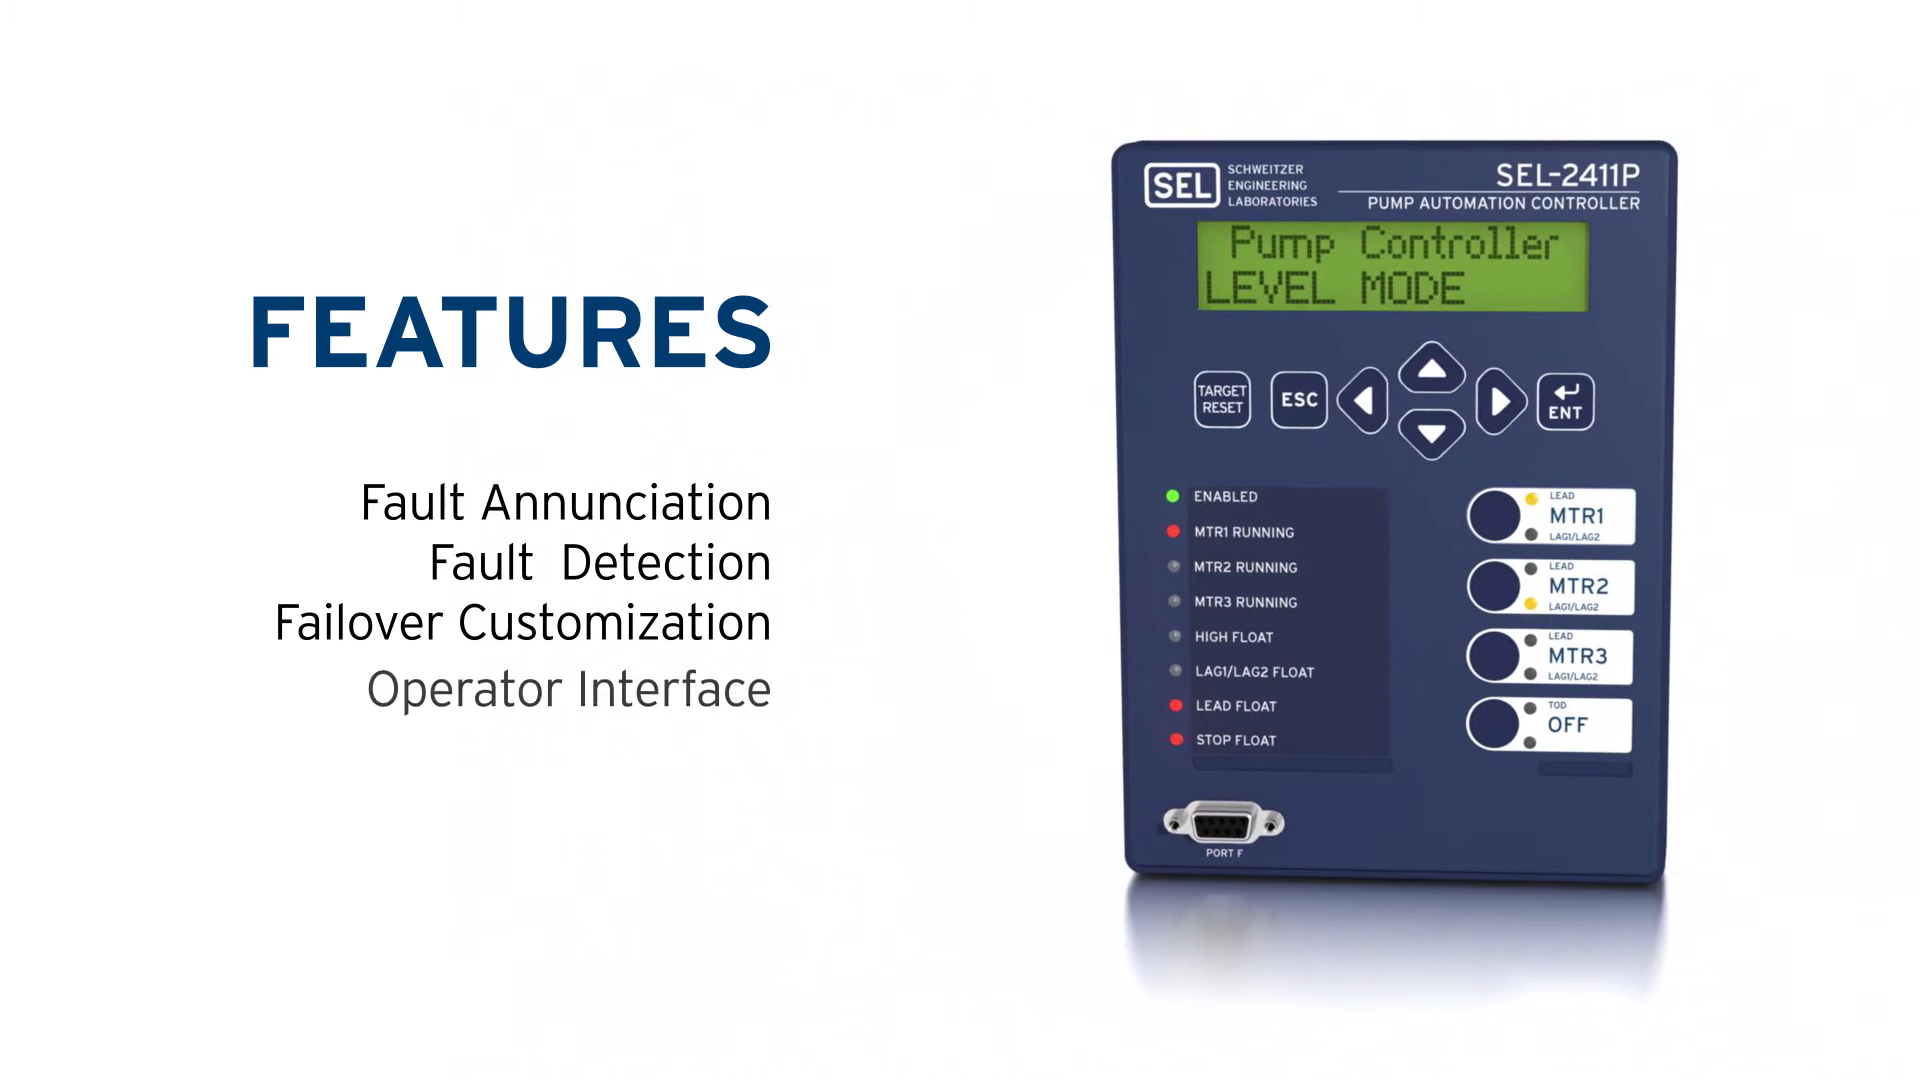 FEATURES
Fault Annunciation
Fault  Detection
Failover Customization
Operator Interface
SEL
SCHWEITZER
ENGINEERING
LABORATORIES
SEL-2411P
PUMP AUTOMATION CONTROLLER
Pump Controller
LEVEL MODE
TARGET
RESET
ESC
ENT
ENABLED
MTR1 RUNNING
MTR2 RUNNING
MTR3 RUNNING
HIGH FLOAT
LAG1/LAG2 FLOAT
LEAD FLOAT
STOP FLOAT
LEAD
MTR1
LAG1/LAG2
LEAD
MTR2
LAG1/LAG2
LEAD
MTR3
LAG1/LAG2
TOD
OFF
PORT F